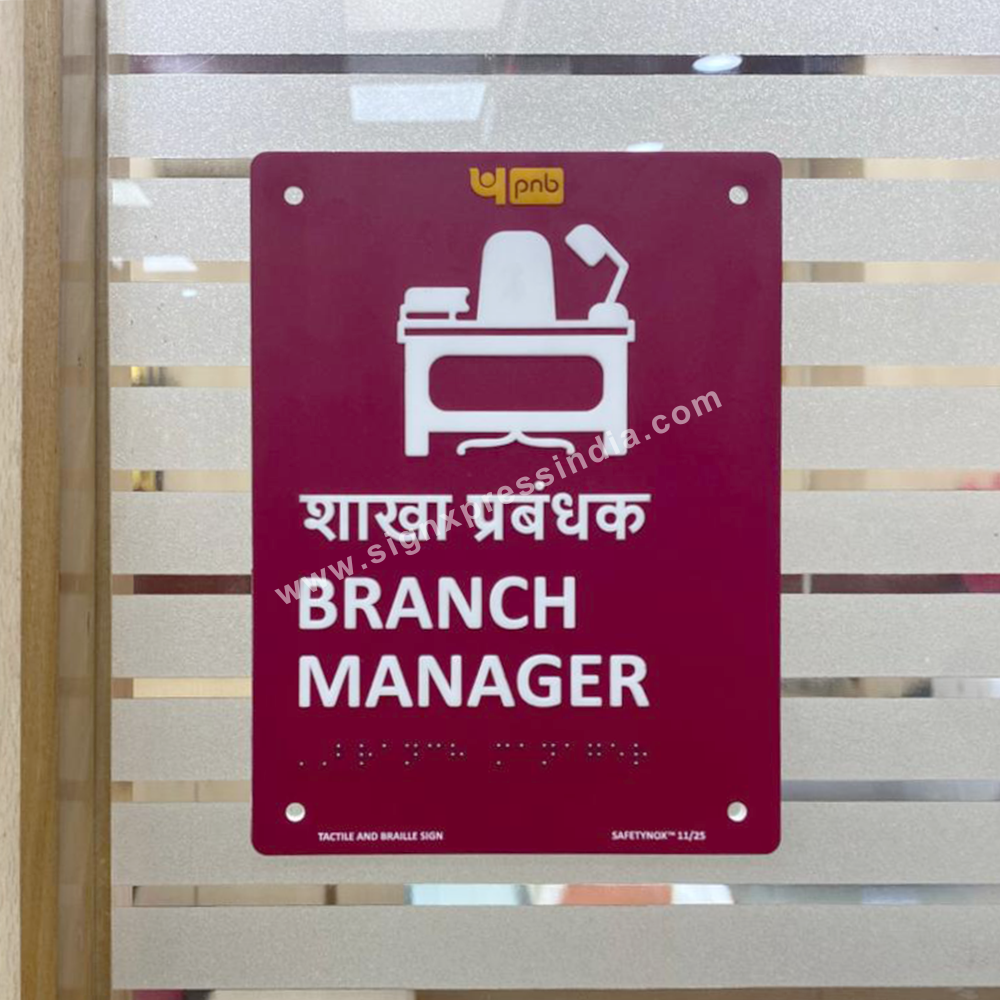 pnb
शाखा प्रबंधक
www.signxpressindia.com
BRANCH
MANAGER
TACTILE AND BRAILLE SIGN
SAFETYNOX™ 11/25